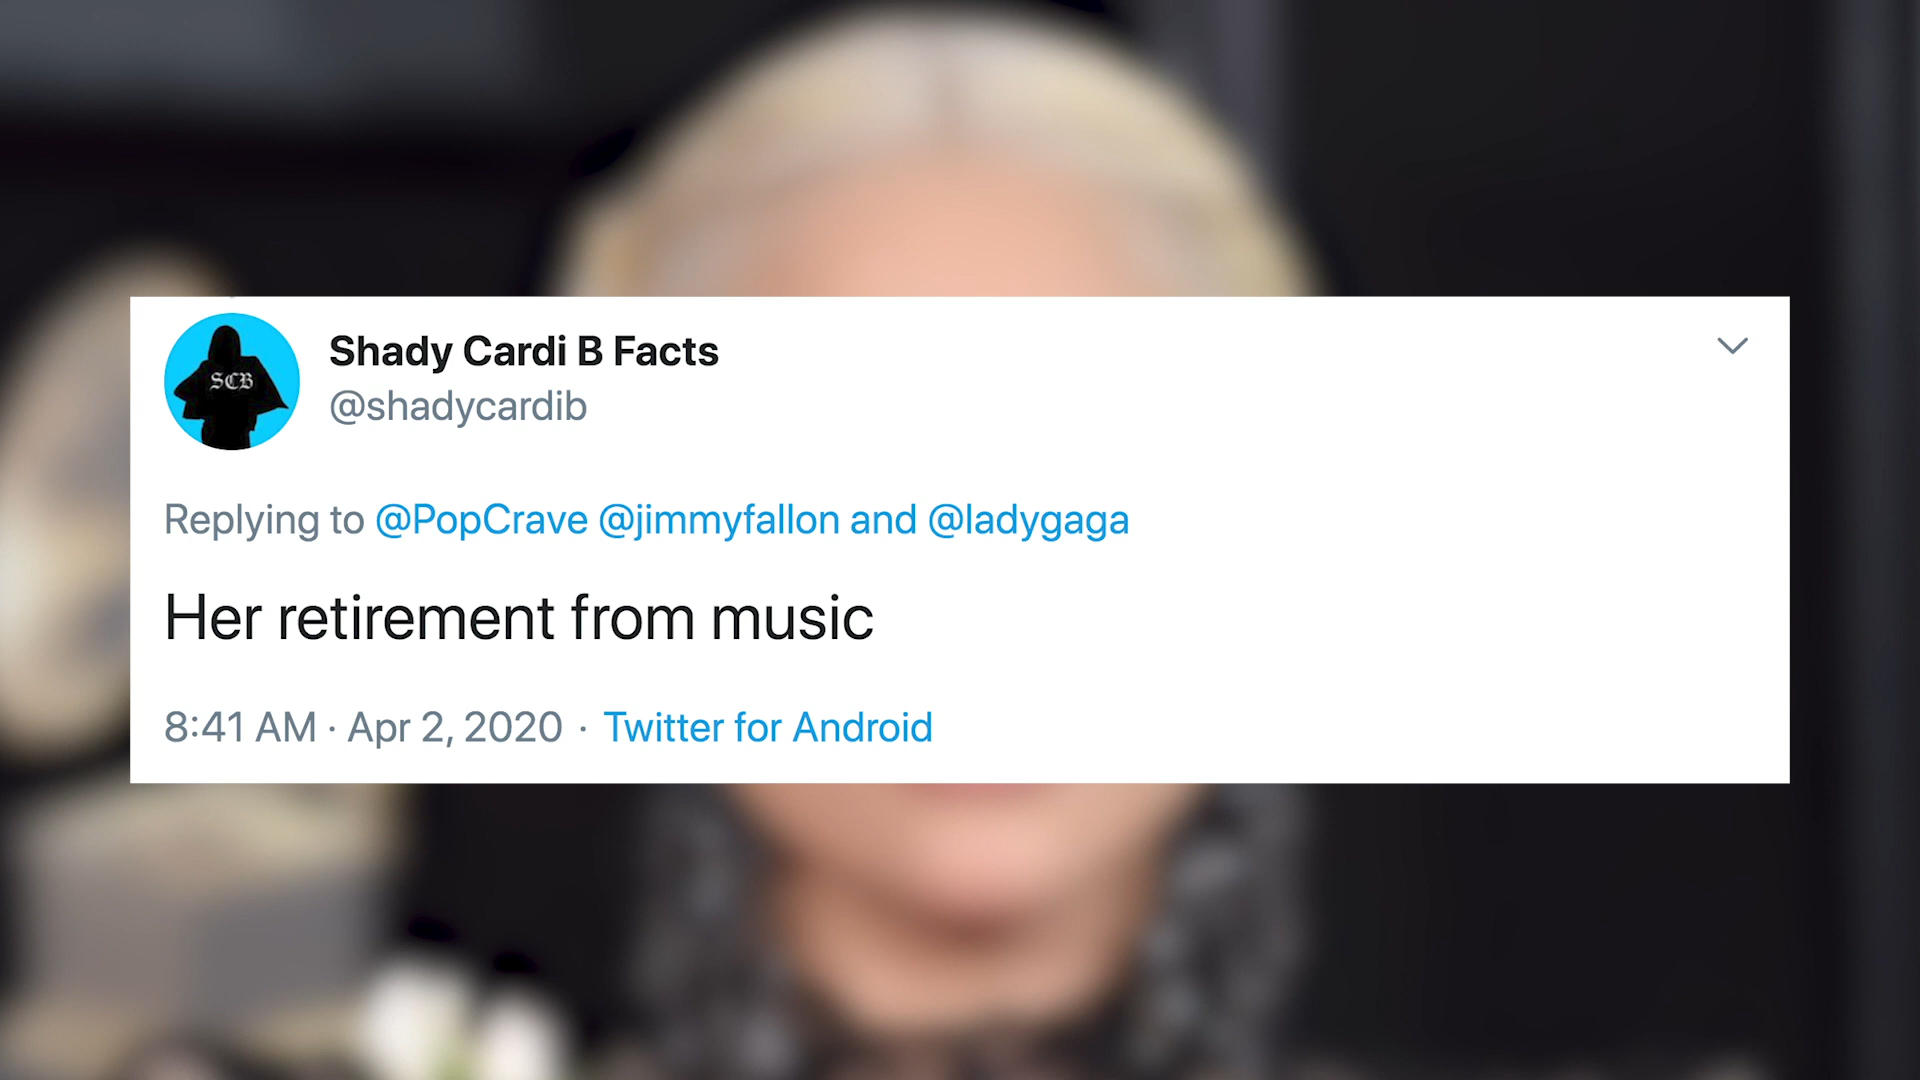 SCB
Shady Cardi B Facts
@shadycardib
Replying to @PopCrave @jimmyfallon and @ladygaga
Her retirement from music
8:41 AM · Apr 2, 2020 · Twitter for Android